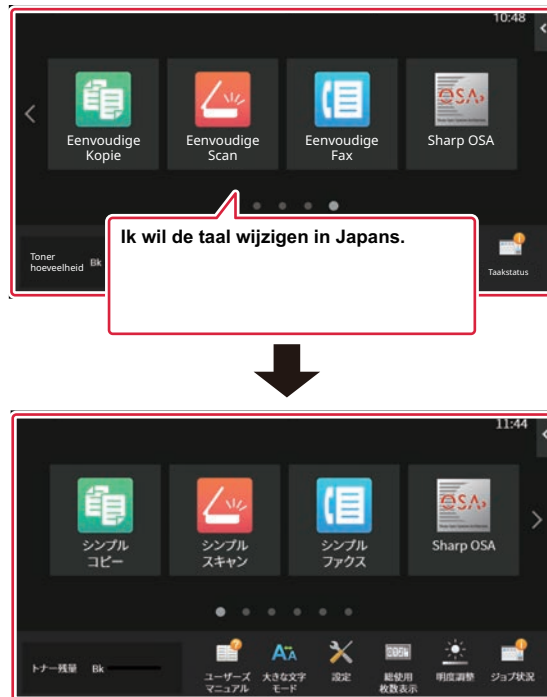 10:48
Eenvoudige
Kopie
Eenvoudige
Scan
Eenvoudige
Fax
OSA
Sharp OSA
Ik wil de taal wijzigen in Japans.
Toner
hoeveelheid
Bk
Taakstatus
11:44
シンプル
コピー
シンプル
スキャン
シンプル
ファクス
OSA
Sharp OSA
トナー残量
Bk
ユーザーズ
マニュアル
大きな文字
モード
設定
総使用
枚数表示
明度調整
ジョブ状況